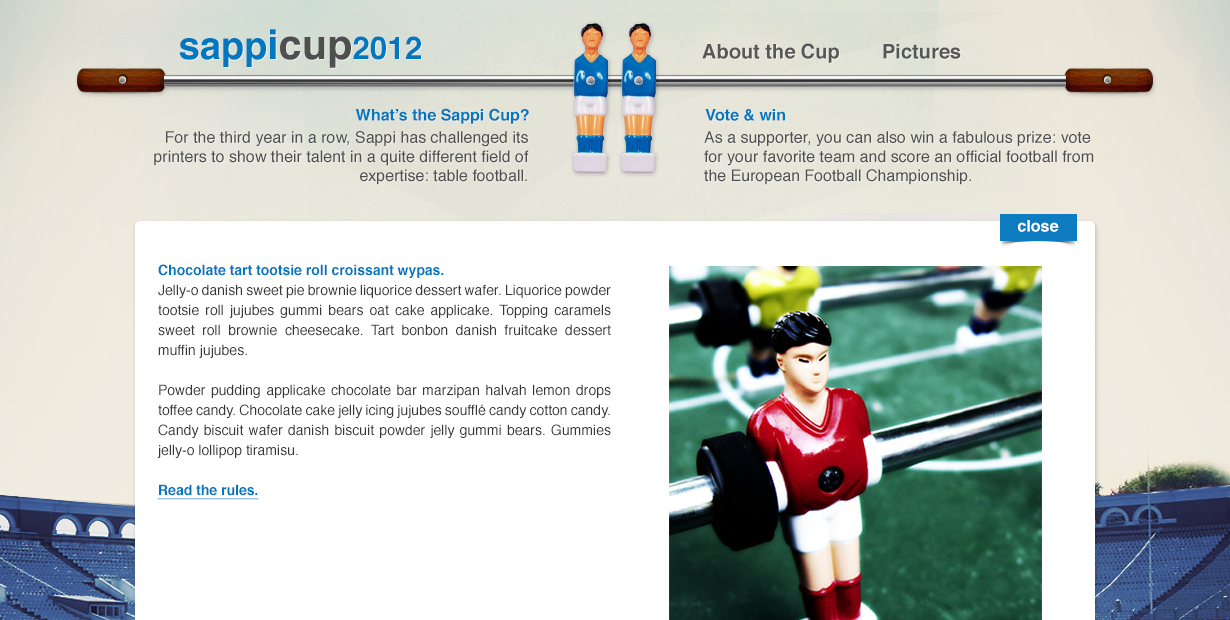 sappicup2012
About the Cup
Pictures
What's the Sappi Cup?
For the third year in a row, Sappi has challenged its
printers to show their talent in a quite different field of
expertise: table football.
Vote & win
As a supporter, you can also win a fabulous prize: vote
for your favorite team and score an official football from
the European Football Championship.
close
Chocolate tart tootsie roll croissant wypas.
Jelly-o danish sweet pie brownie liquorice dessert wafer. Liquorice powder
tootsie roll jujubes gummi bears oat cake applicake. Topping caramels
sweet roll brownie cheesecake. Tart bonbon danish fruitcake dessert
muffin jujubes.
Powder pudding applicake chocolate bar marzipan halvah lemon drops
toffee candy. Chocolate cake jelly icing jujubes soufflé candy cotton candy.
Candy biscuit wafer danish biscuit powder jelly gummi bears. Gummies
jelly-o lollipop tiramisu.
Read the rules.